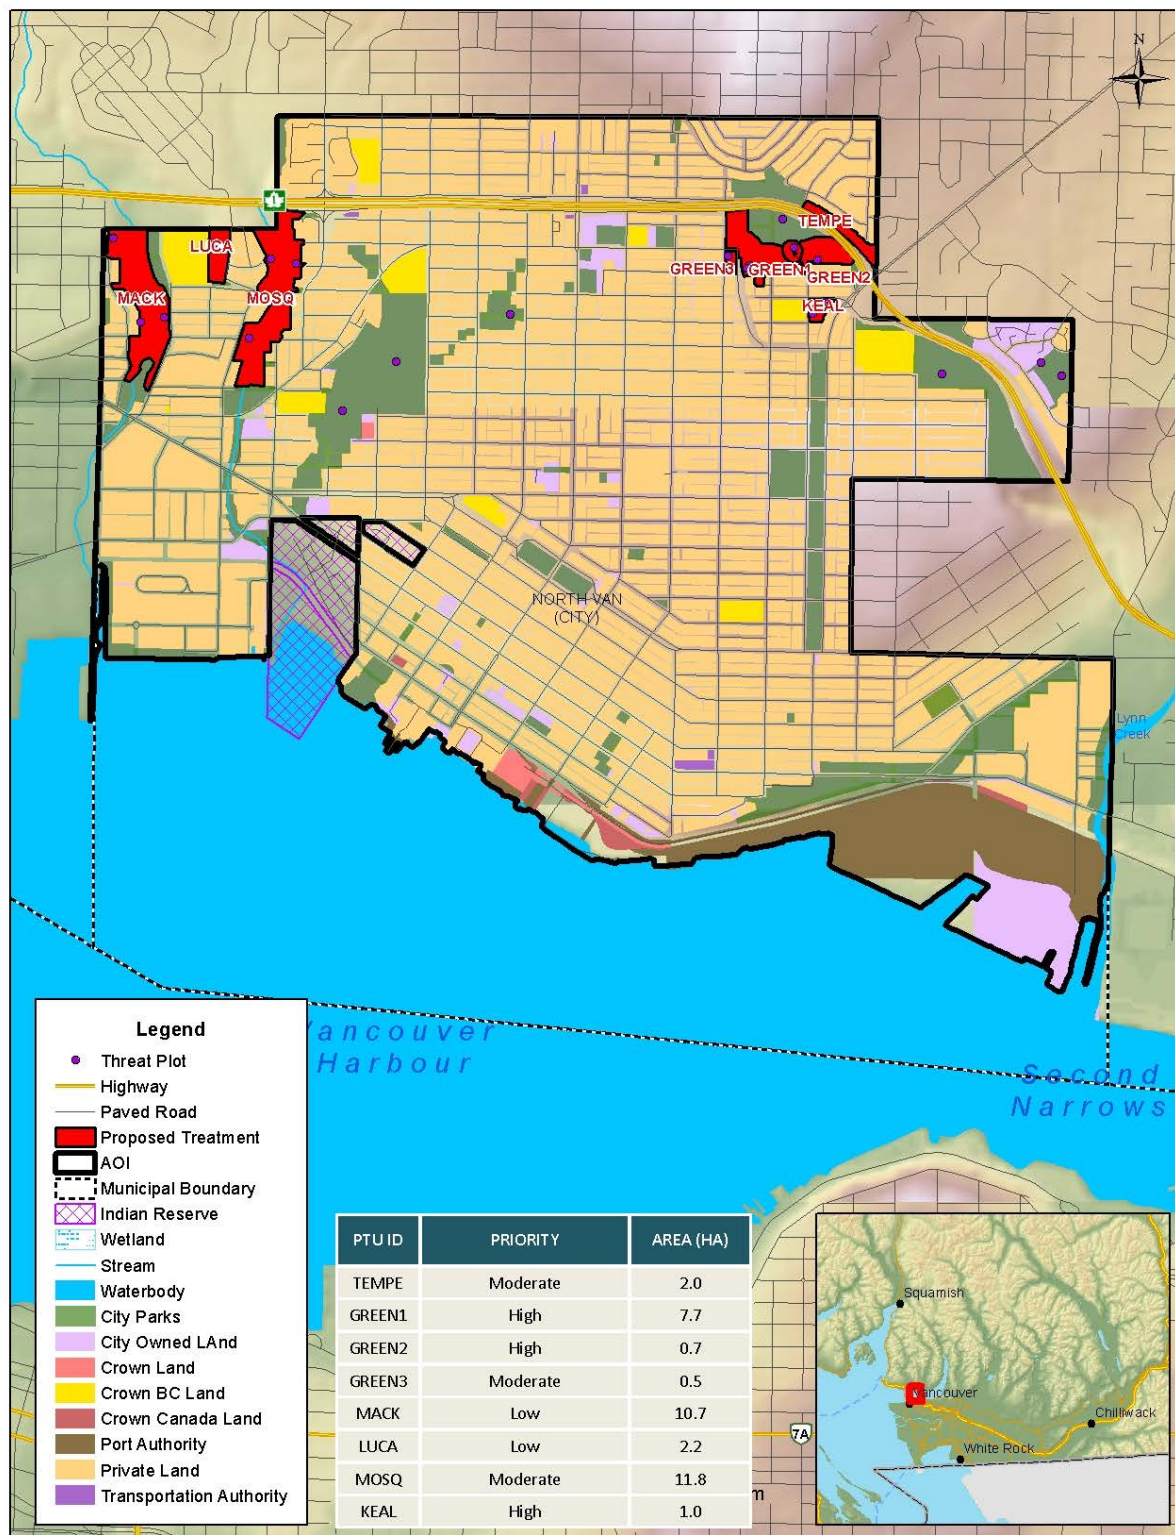 N
1
TEMPE
LUCA
GREEN3
GREEN1
GREEN2
MACK
MOSQ
KEAL
NORTH VAN
(CITY)
Lynn
Creek
Vancouver
Harbour
Second
Narrows
Legend
Threat Plot
Highway
Paved Road
Proposed Treatment
AOI
Municipal Boundary
Indian Reserve
Wetland
Stream
Waterbody
City Parks
City Owned LAnd
Crown Land
Crown BC Land
Crown Canada Land
Port Authority
Private Land
Transportation Authority
PTU ID PRIORITY AREA (HA)
TEMPE Moderate 2.0
GREEN1 High 7.7
GREEN2 High 0.7
GREEN3 Moderate 0.5
MACK Low 10.7
LUCA Low 2.2
MOSQ Moderate 11.8
KEAL High 1.0
7A
Squamish
Vancouver
Chilliwack
White Rock